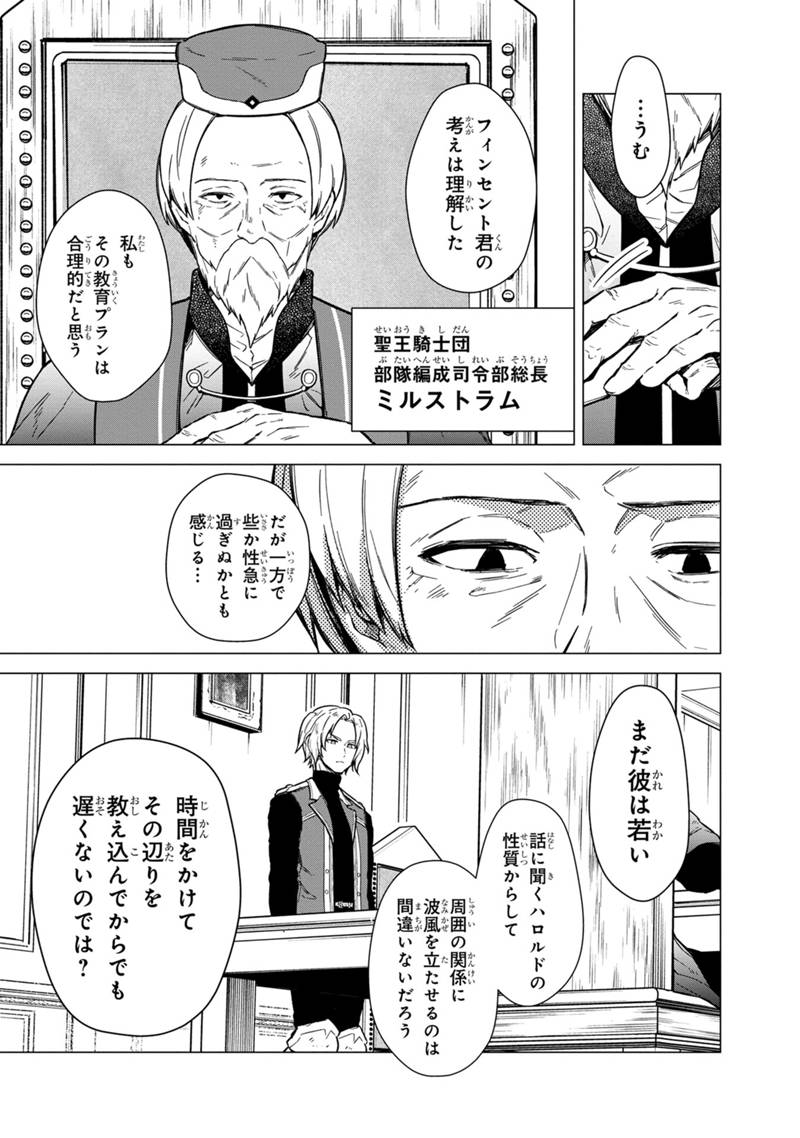 …うむ
フィンセント君の
考えは理解した
聖王騎士団
部隊編成司令部総長
ミルストラム
私も
その教育プランは
合理的だと思う
だが一方で
些か性急に
過ぎぬかとも
感じる…
まだ彼は若い
話に聞くハロルドの
性質からして
周囲の関係に
波風を立たせるのは
間違いないだろう
時間をかけて
その辺りを
教え込んでからでも
遅くないのでは？